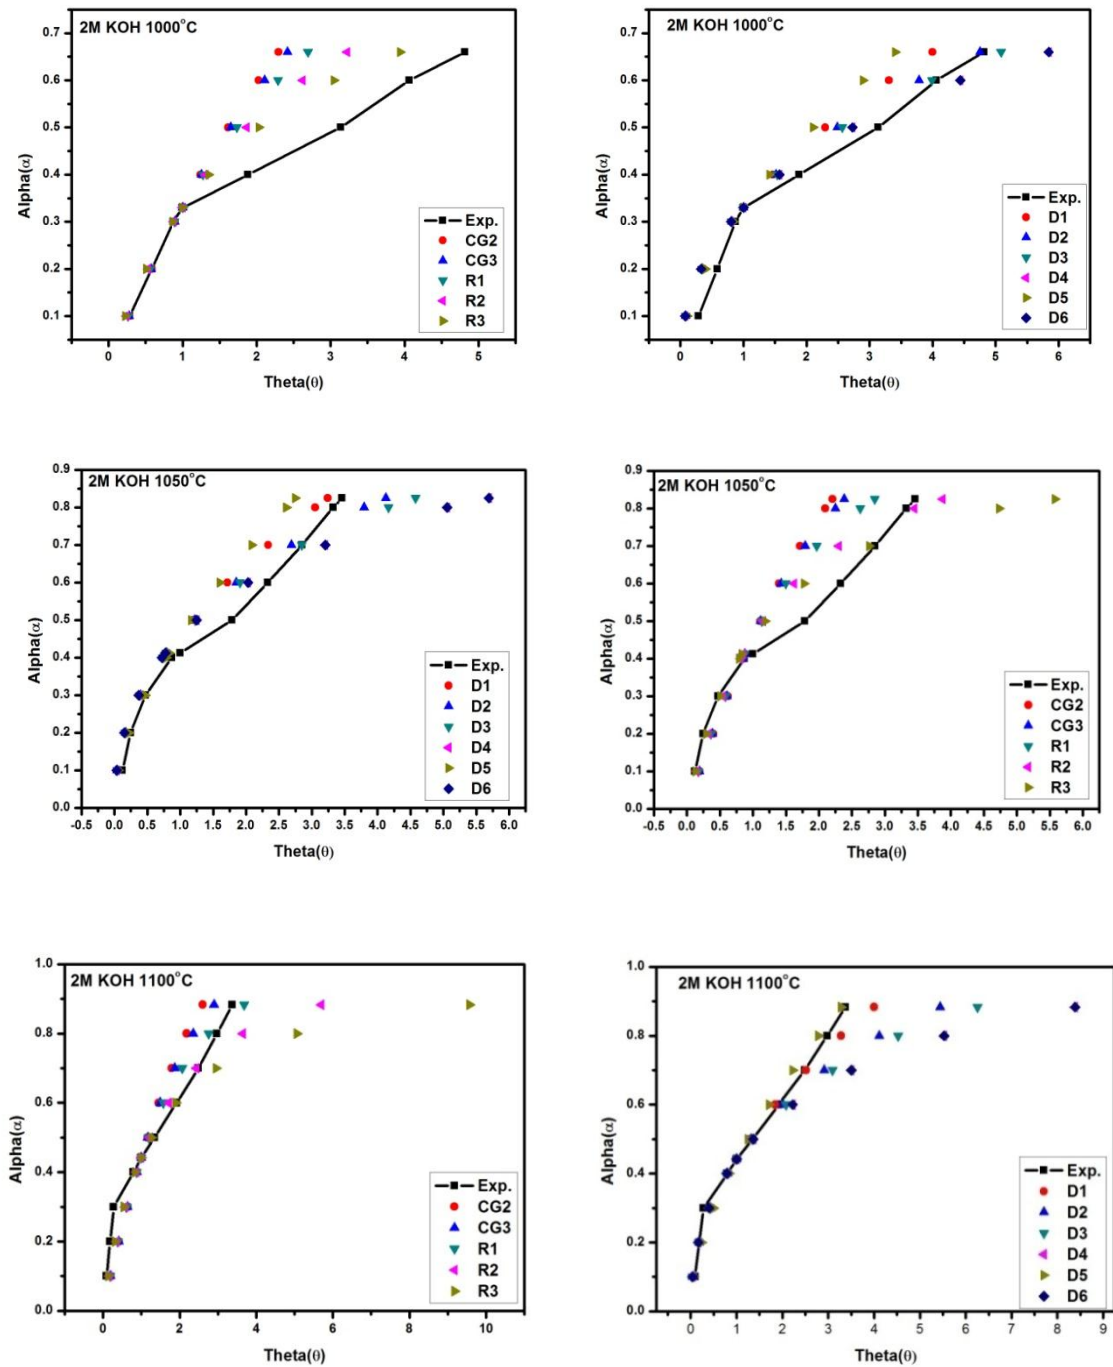 2M KOH 1000°C
0.7
0.6
0.5
0.4
0.3
0.2
0.1
Alpha(α)
Exp.
CG2
CG3
R1
R2
R3
0 1 2 3 4 5
Theta(θ)
2M KOH 1000°C
0.7
0.6
0.5
0.4
0.3
0.2
0.1
Alpha(α)
Exp.
D1
D2
D3
D4
D5
D6
0 1 2 3 4 5 6
Theta(θ)
2M KOH 1050°C
0.9
0.8
0.7
0.6
0.5
0.4
0.3
0.2
0.1
0.0
Alpha(α)
Exp.
D1
D2
D3
D4
D5
D6
-0.5 0.0 0.5 1.0 1.5 2.0 2.5 3.0 3.5 4.0 4.5 5.0 5.5 6.0
Theta(θ)
2M KOH 1050°C
0.9
0.8
0.7
0.6
0.5
0.4
0.3
0.2
0.1
0.0
Alpha(α)
Exp.
CG2
CG3
R1
R2
R3
-0.5 0.0 0.5 1.0 1.5 2.0 2.5 3.0 3.5 4.0 4.5 5.0 5.5 6.0
Theta(θ)
2M KOH 1100°C
1.0
0.8
0.6
0.4
0.2
0.0
Alpha(α)
Exp.
CG2
CG3
R1
R2
R3
0 2 4 6 8 10
Theta(θ)
2M KOH 1100°C
1.0
0.8
0.6
0.4
0.2
0.0
Alpha(α)
Exp.
D1
D2
D3
D4
D5
D6
0 1 2 3 4 5 6 7 8 9
Theta(θ)